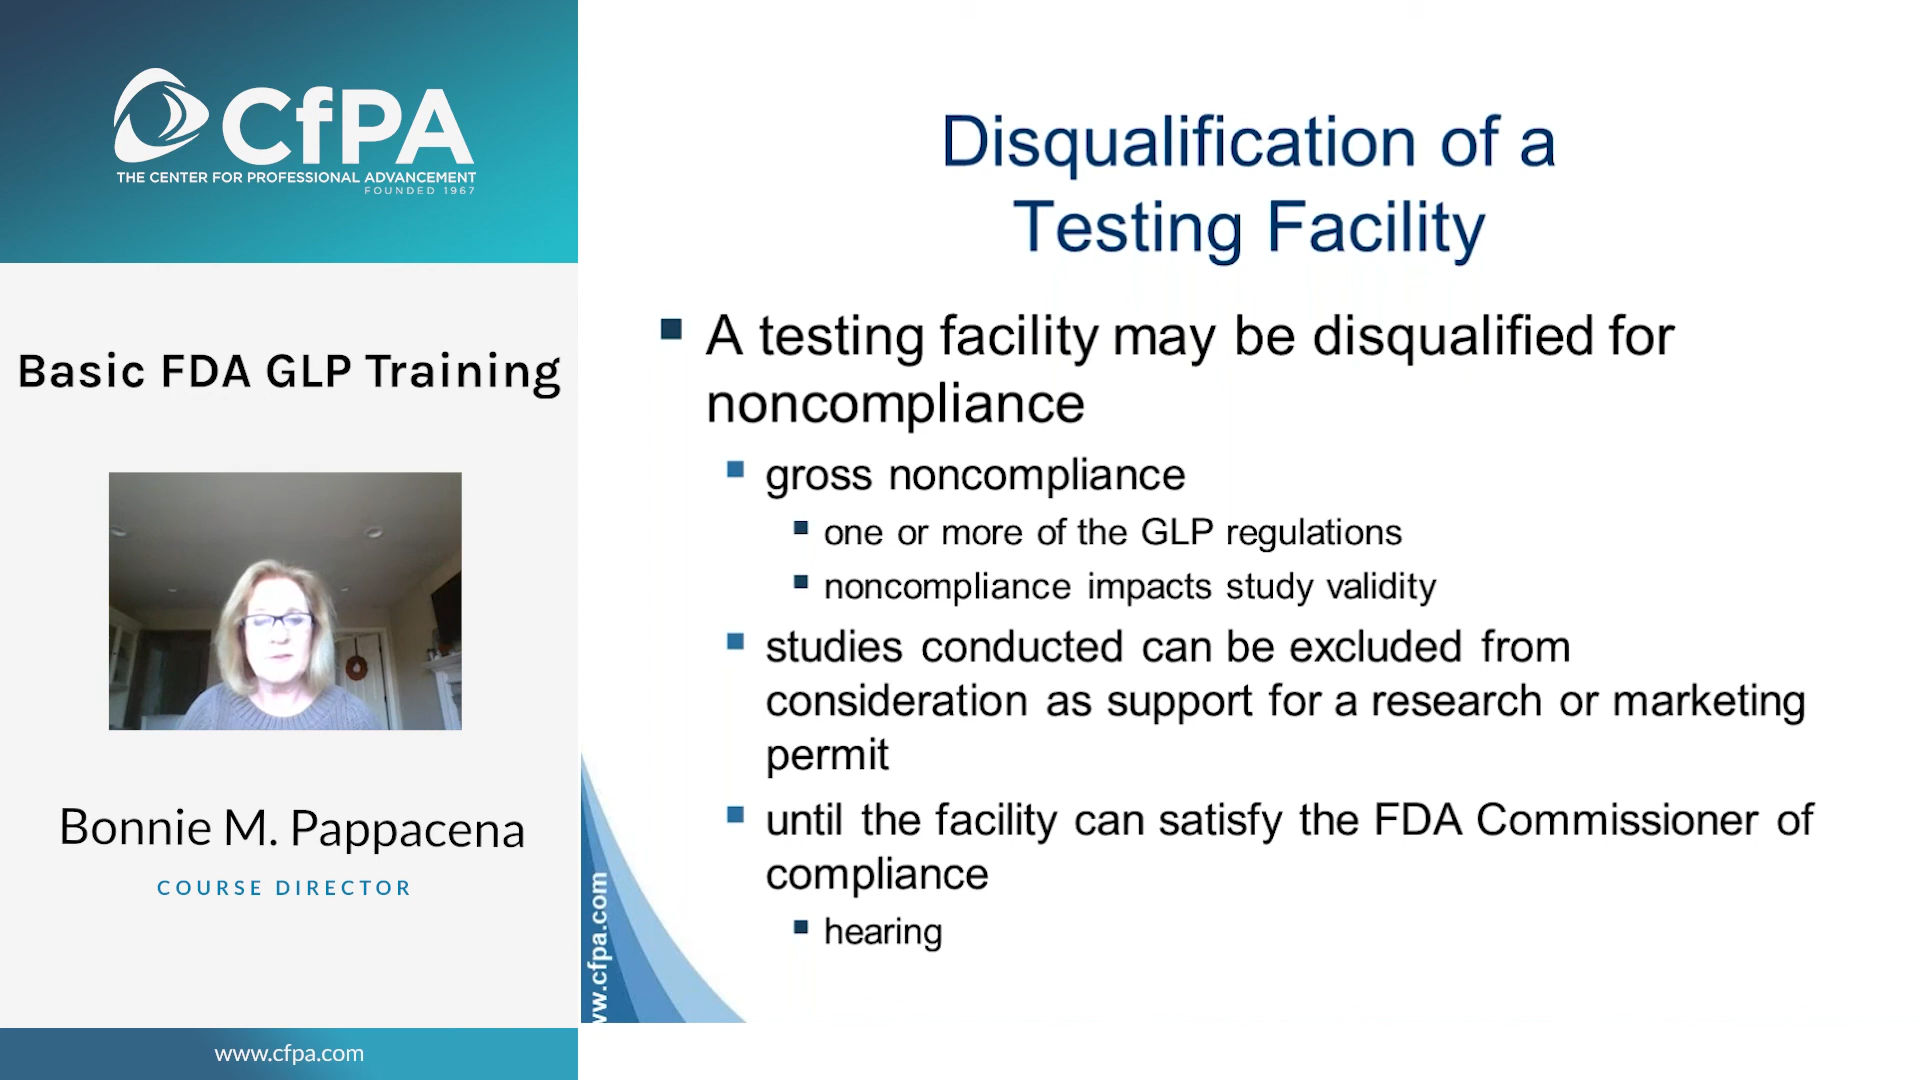 CfPA
THE CENTER FOR PROFESSIONAL ADVANCEMENT
FOUNDED 1967
Basic FDA GLP Training
Bonnie M. Pappacena
COURSE DIRECTOR
www.cfpa.com
Disqualification of a
Testing Facility
A testing facility may be disqualified for
noncompliance
gross noncompliance
one or more of the GLP regulations
noncompliance impacts study validity
studies conducted can be excluded from
consideration as support for a research or marketing
permit
until the facility can satisfy the FDA Commissioner of
compliance
hearing
vw.cfpa.com